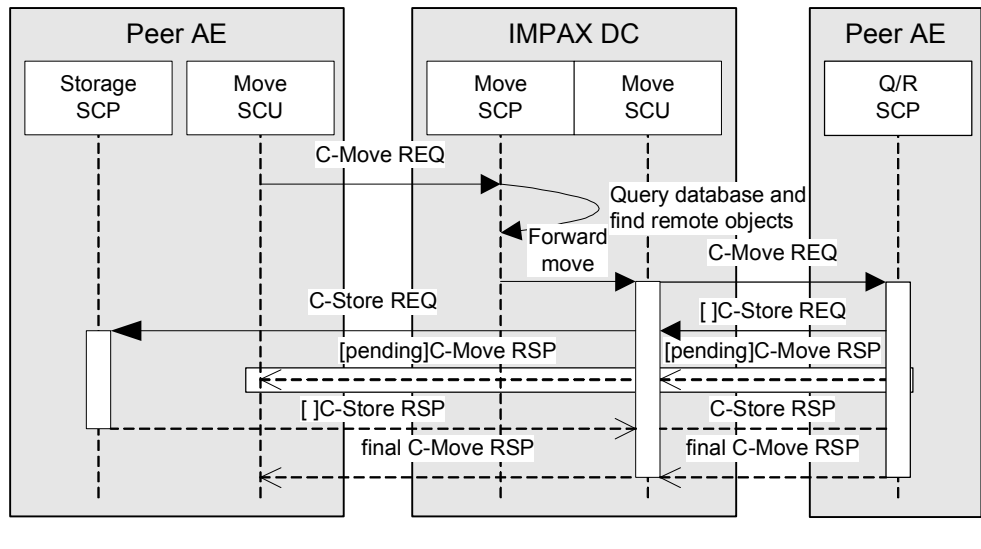 Peer AE
IMPAX DC
Peer AE
Storage
SCP
Move
SCU
Move
SCP
Move
SCU
Q/R
SCP
C-Move REQ
Query database and
find remote objects
Forward
move
C-Move REQ
C-Store REQ
[ ]C-Store REQ
[pending]C-Move RSP
[pending]C-Move RSP
[ ]C-Store RSP
C-Store RSP
final C-Move RSP
final C-Move RSP